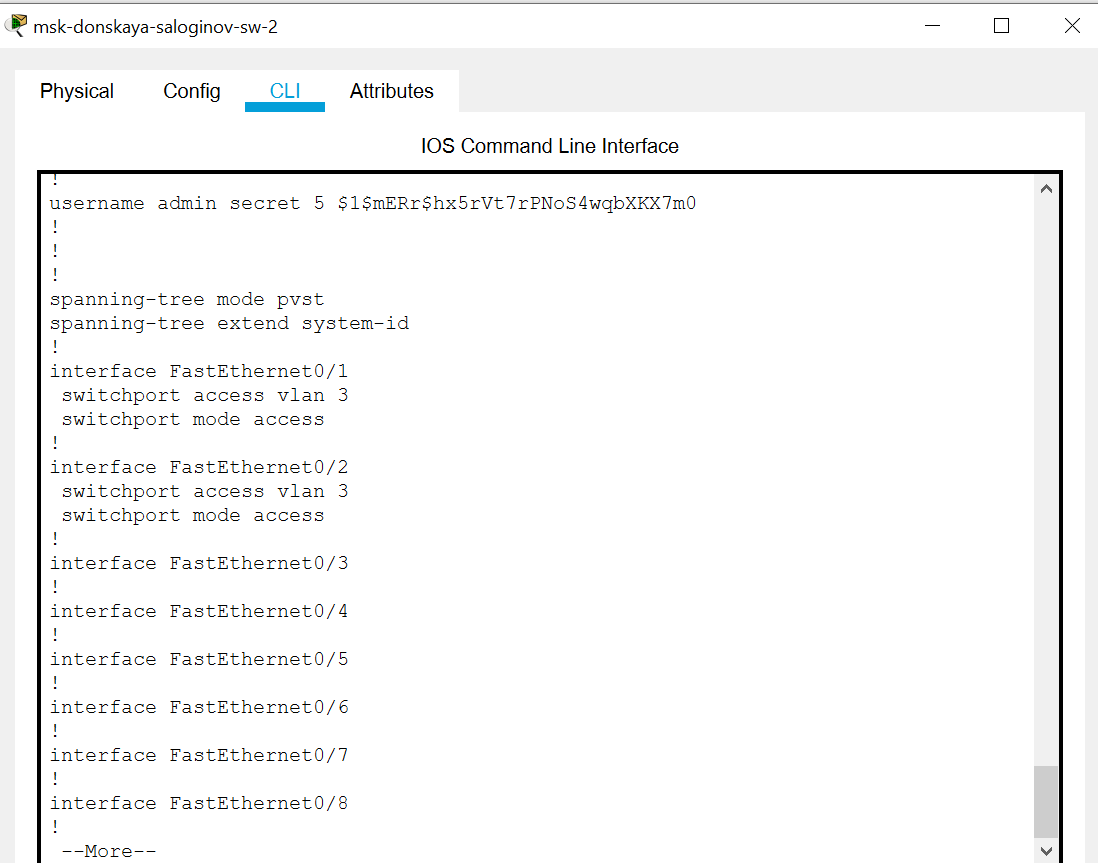 msk-donskaya-saloginov-sw-2
Physical Config CLI Attributes
IOS Command Line Interface
!
username admin secret 5 $1$mERr$hx5rVt7rPNoS4wqbXKX7m0
!
!
!
spanning-tree mode pvst
spanning-tree extend system-id
!
interface FastEthernet0/1
 switchport access vlan 3
 switchport mode access
!
interface FastEthernet0/2
 switchport access vlan 3
 switchport mode access
!
interface FastEthernet0/3
!
interface FastEthernet0/4
!
interface FastEthernet0/5
!
interface FastEthernet0/6
!
interface FastEthernet0/7
!
interface FastEthernet0/8
!
 --More--